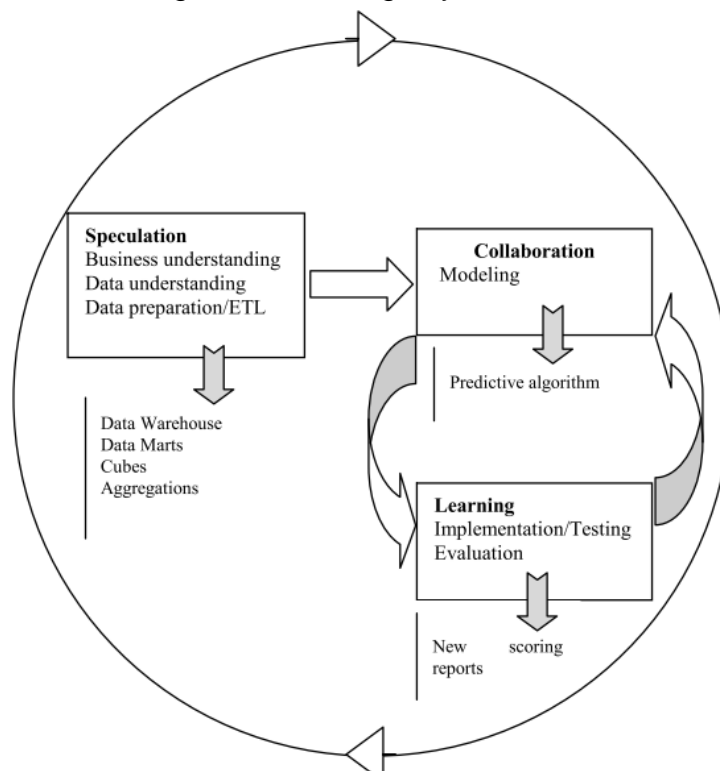 Speculation
Business understanding
Data understanding
Data preparation/ETL
Data Warehouse
Data Marts
Cubes
Aggregations
Collaboration
Modeling
Predictive algorithm
Learning
Implementation/Testing
Evaluation
New scoring
reports